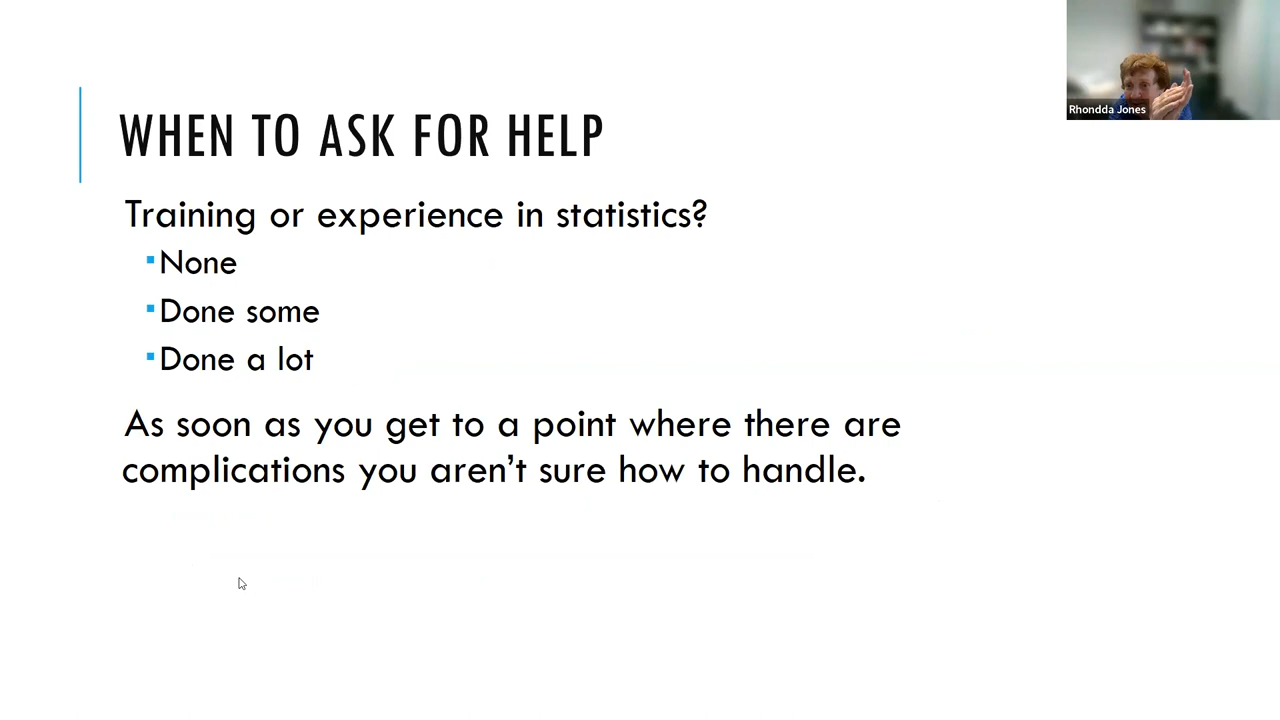 WHEN TO ASK FOR HELP
Training or experience in statistics?
None
Done some
Done a lot
As soon as you get to a point where there are
complications you aren't sure how to handle.
Rhondda Jones